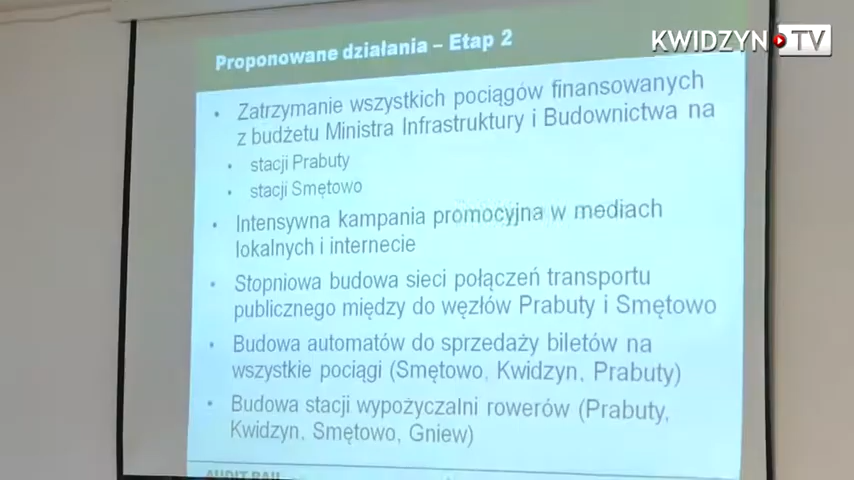 KWIDZYN TV
Proponowane działania – Etap 2
• Zatrzymanie wszystkich pociągów finansowanych
z budżetu Ministra Infrastruktury i Budownictwa na
• stacji Prabuty
• stacji Smętowo
• Intensywna kampania promocyjna w mediach
lokalnych i internecie
• Stopniowa budowa sieci połączeń transportu
publicznego między do węzłów Prabuty i Smętowo
• Budowa automatów do sprzedaży biletów na
wszystkie pociągi (Smętowo, Kwidzyn, Prabuty)
• Budowa stacji wypożyczalni rowerów (Prabuty,
Kwidzyn, Smętowo, Gniew)
AUDIT RAIL